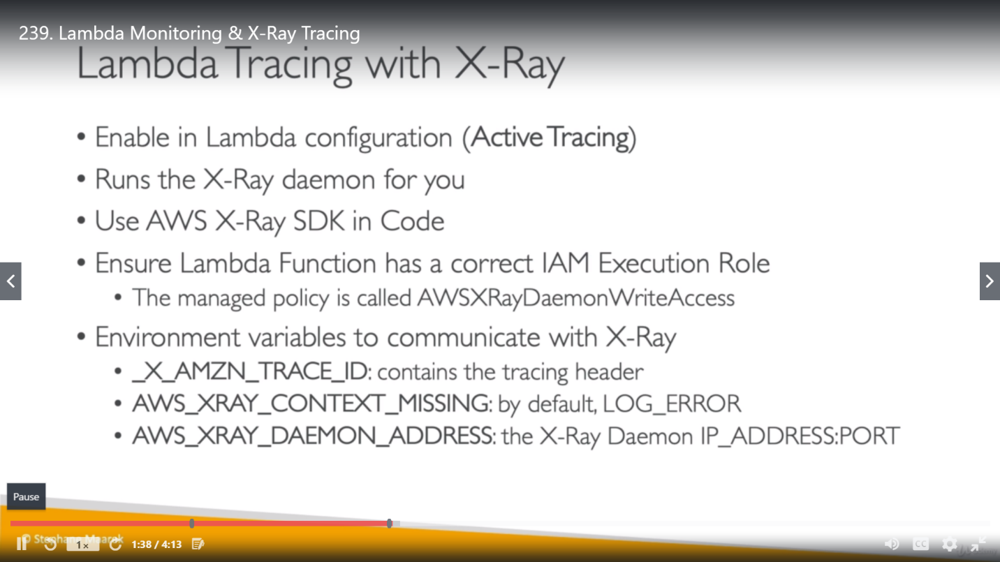 239. Lambda Monitoring & X-Ray Tracing
Lambda Tracing with X-Ray
• Enable in Lambda configuration (Active Tracing)
• Runs the X-Ray daemon for you
• Use AWS X-Ray SDK in Code
• Ensure Lambda Function has a correct IAM Execution Role
• The managed policy is called AWSXRayDaemonWriteAccess
• Environment variables to communicate with X-Ray
• _X_AMZN_TRACE_ID: contains the tracing header
• AWS_XRAY_CONTEXT_MISSING: by default, LOG_ERROR
• AWS_XRAY_DAEMON_ADDRESS: the X-Ray Daemon IP_ADDRESS:PORT
Pause
© Stephane Maarek
1x
1:38 / 4:13
CC